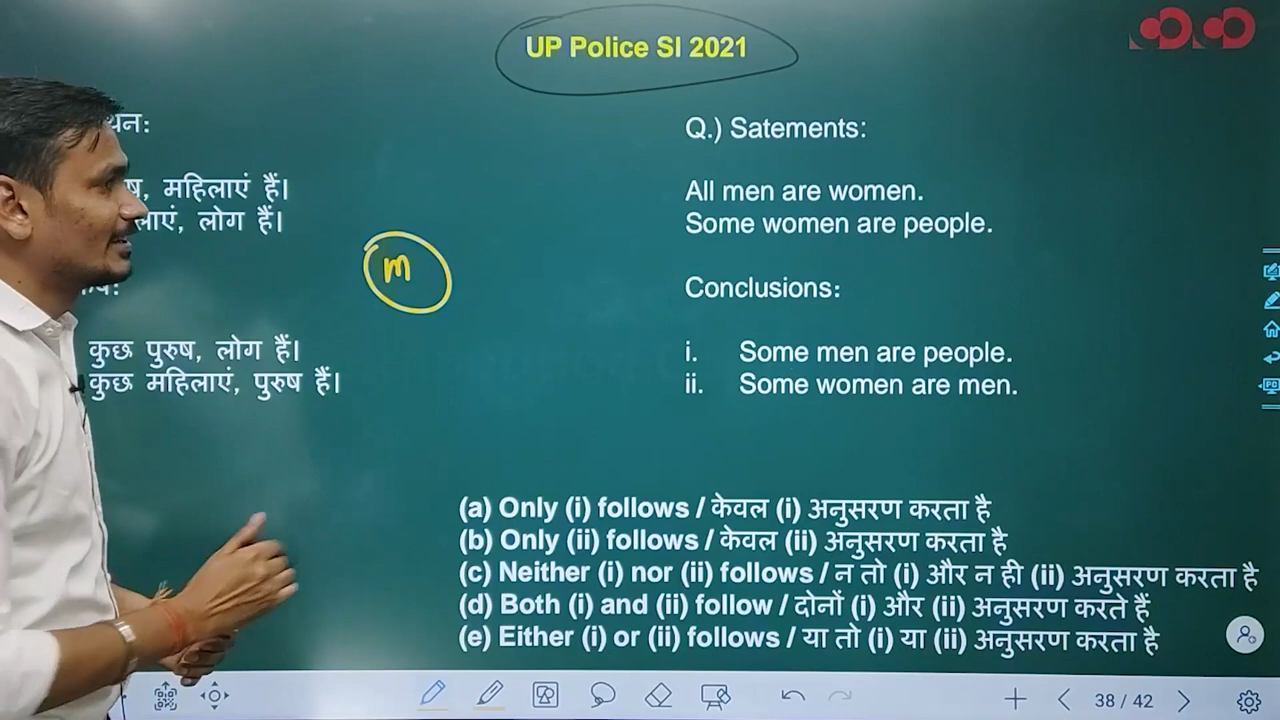 UP Police SI 2021
महिलाएं हैं।
लोग हैं।
m
कुछ पुरुष, लोग हैं।
कुछ महिलाएं, पुरुष हैं।
Q.) Satements:
All men are women.
Some women are people.
Conclusions:
i. Some men are people.
ii. Some women are men.
(a) Only (i) follows / केवल (i) अनुसरण करता है
(b) Only (ii) follows / केवल (ii) अनुसरण करता है
(c) Neither (i) nor (ii) follows / न तो (i) और न ही (ii) अनुसरण करता है
(d) Both (i) and (ii) follow / दोनों (i) और (ii) अनुसरण करते हैं
(e) Either (i) or (ii) follows / या तो (i) या (ii) अनुसरण करता है
38 / 42